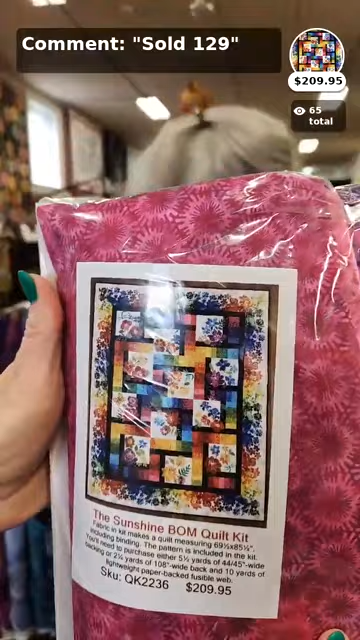 Comment: "Sold 129"
$209.95
65
total
The Sunshine BOM Quilt Kit
Fabric in kit makes a quilt measuring 69½x85½",
including binding. The pattern is included in the kit.
You'll need to purchase either 5½ yards of 44/45"-wide
backing or 2¼ yards of 108"-wide back and 10 yards of
lightweight paper-backed fusible web.
Sku: QK2236 $209.95